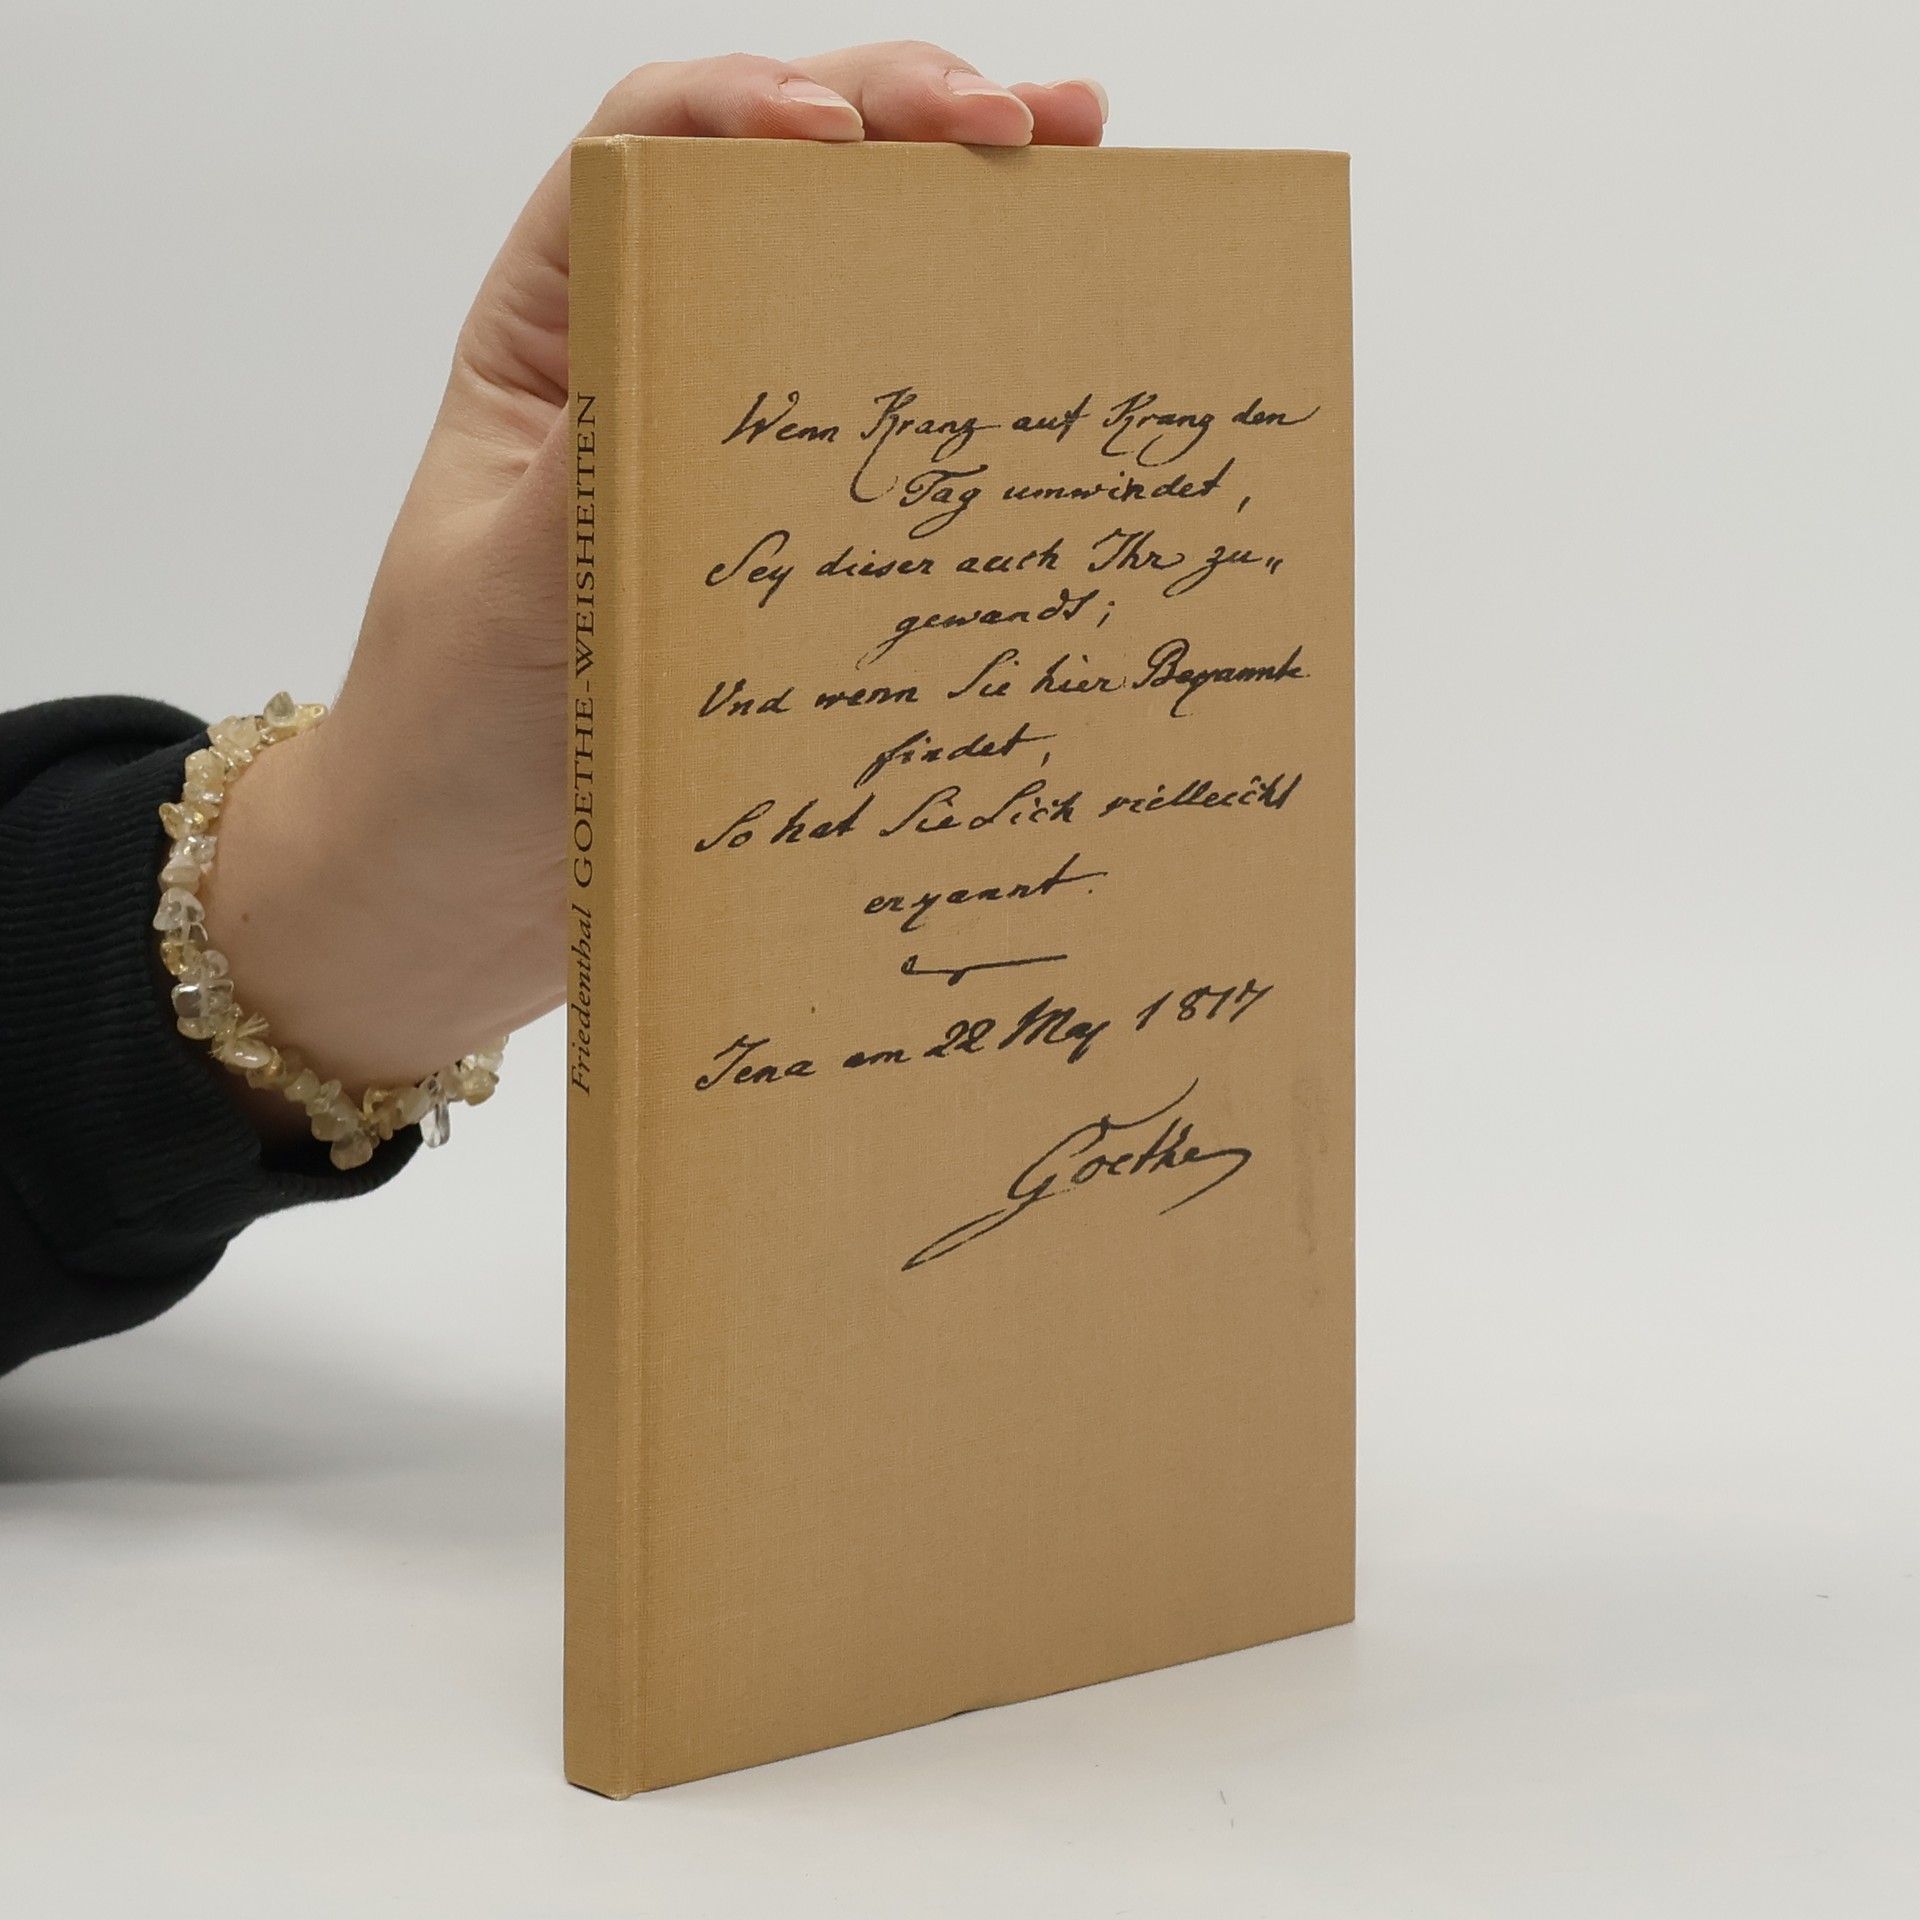 Friedenthal GOETHE-WEISHEITEN
Wenn Kranz auf Kranz den
Tag umwindet,
Sey dieser auch Ihr zu„
gewandt;
Und wenn Sie hier Bekannte
findet,
So hat Sie Sich vielleicht
erkannt.
Jena am 22 May 1817
Goethe